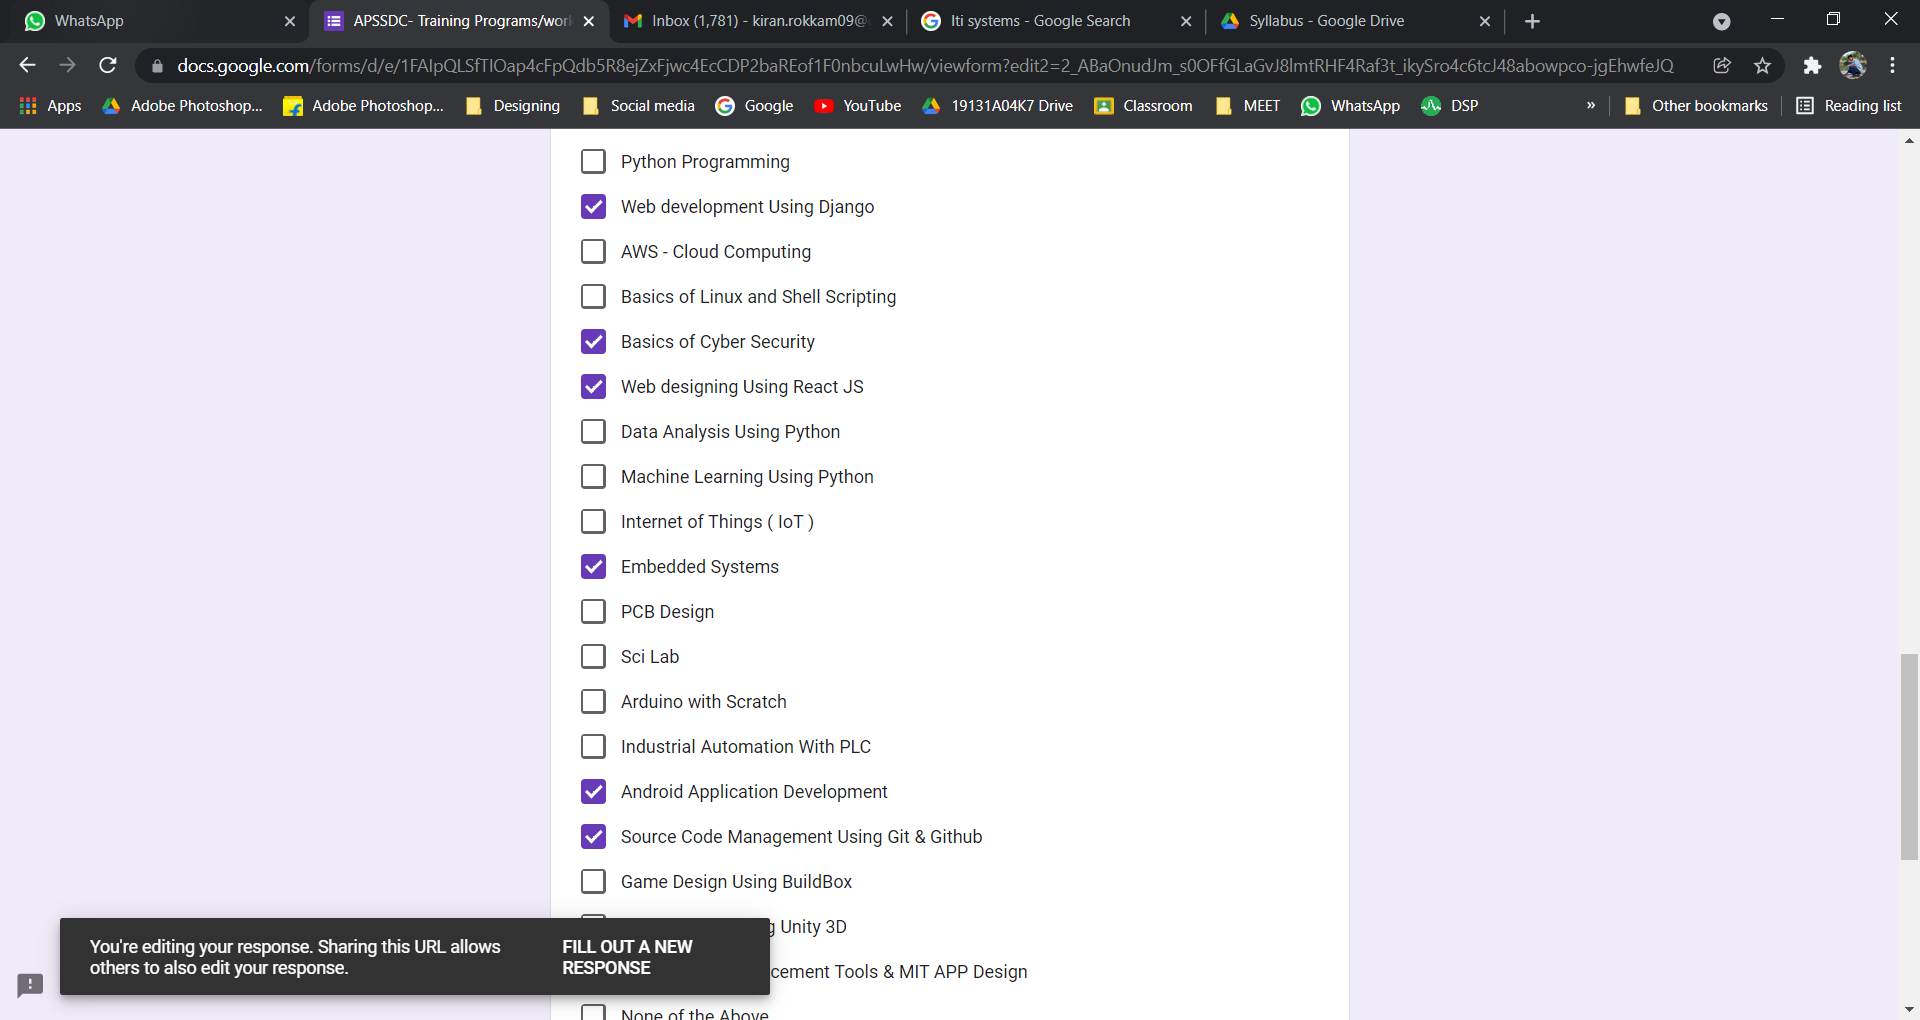 WhatsApp
APSSDC- Training Programs/work
Inbox (1,781) - kiran.rokkam09@
lti systems - Google Search
Syllabus - Google Drive
docs.google.com/forms/d/e/1FAIpQLSfTIOap4cFpQdb5R8ejZxFjwc4EcCDP2baREof1F0nbcuLwHw/viewform?edit2=2_ABaOnudJm_s0OFfGLaGvJ8lmtRHF4Raf3t_ikySro4c6tcJ48abowpco-jgEhwfeJQ
Apps
Adobe Photoshop...
Adobe Photoshop...
Designing
Social media
Google
YouTube
19131A04K7 Drive
Classroom
MEET
WhatsApp
DSP
»
Other bookmarks
Reading list
Python Programming
Web development Using Django
AWS - Cloud Computing
Basics of Linux and Shell Scripting
Basics of Cyber Security
Web designing Using React JS
Data Analysis Using Python
Machine Learning Using Python
Internet of Things ( IoT )
Embedded Systems
PCB Design
Sci Lab
Arduino with Scratch
Industrial Automation With PLC
Android Application Development
Source Code Management Using Git & Github
Game Design Using BuildBox
g Unity 3D
cement Tools & MIT APP Design
None of the Above
You're editing your response. Sharing this URL allows
others to also edit your response.
FILL OUT A NEW
RESPONSE